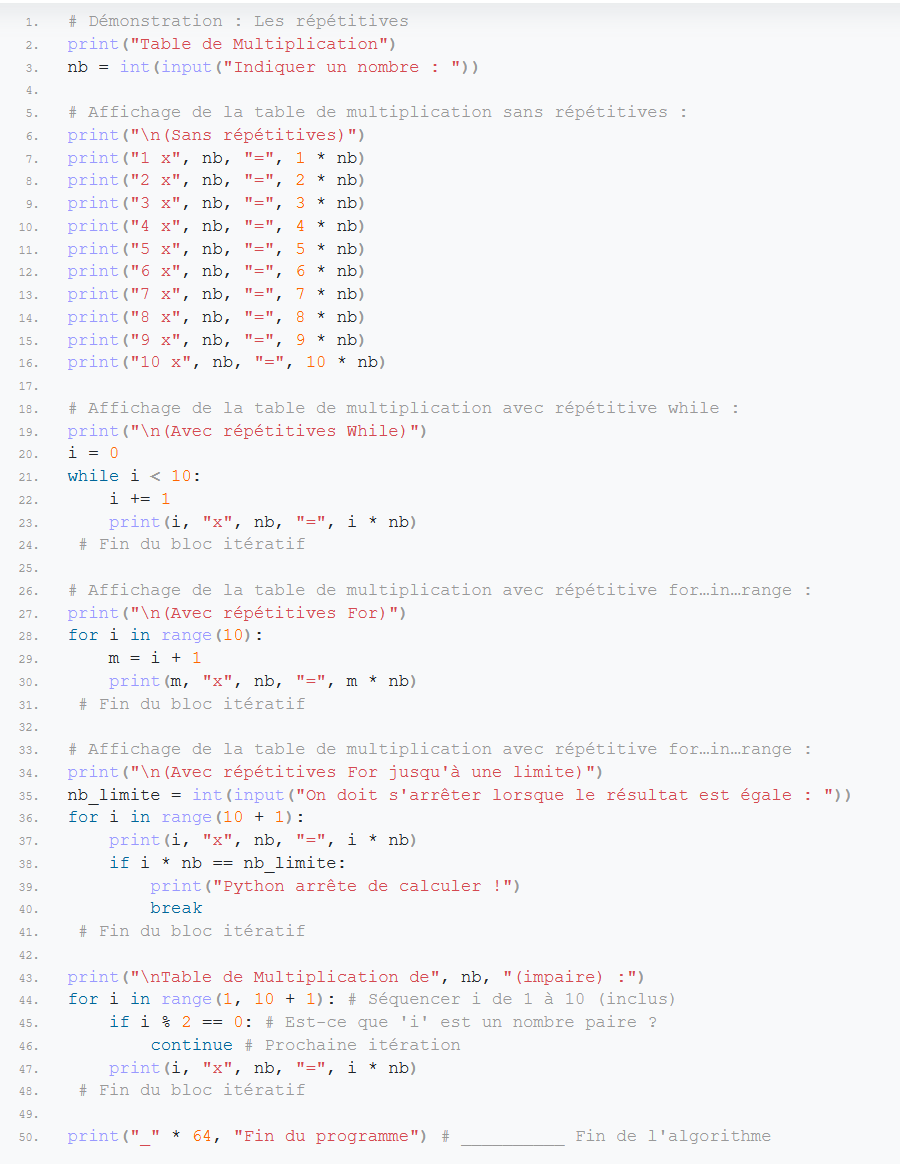 1. # Démonstration : Les répétitives
2. print("Table de Multiplication")
3. nb = int(input("Indiquer un nombre : "))
4.
5. # Affichage de la table de multiplication sans répétitives :
6. print("\n(Sans répétitives)")
7. print("1 x", nb, "=", 1 * nb)
8. print("2 x", nb, "=", 2 * nb)
9. print("3 x", nb, "=", 3 * nb)
10. print("4 x", nb, "=", 4 * nb)
11. print("5 x", nb, "=", 5 * nb)
12. print("6 x", nb, "=", 6 * nb)
13. print("7 x", nb, "=", 7 * nb)
14. print("8 x", nb, "=", 8 * nb)
15. print("9 x", nb, "=", 9 * nb)
16. print("10 x", nb, "=", 10 * nb)
17.
18. # Affichage de la table de multiplication avec répétitive while :
19. print("\n(Avec répétitives While)")
20. i = 0
21. while i < 10:
22.     i += 1
23.     print(i, "x", nb, "=", i * nb)
24.  # Fin du bloc itératif
25.
26. # Affichage de la table de multiplication avec répétitive for…in…range :
27. print("\n(Avec répétitives For)")
28. for i in range(10):
29.     m = i + 1
30.     print(m, "x", nb, "=", m * nb)
31.  # Fin du bloc itératif
32.
33. # Affichage de la table de multiplication avec répétitive for…in…range :
34. print("\n(Avec répétitives For jusqu'à une limite)")
35. nb_limite = int(input("On doit s'arrêter lorsque le résultat est égale : "))
36. for i in range(10 + 1):
37.     print(i, "x", nb, "=", i * nb)
38.     if i * nb == nb_limite:
39.         print("Python arrête de calculer !")
40.         break
41.  # Fin du bloc itératif
42.
43. print("\nTable de Multiplication de", nb, "(impaire) :")
44. for i in range(1, 10 + 1): # Séquencer i de 1 à 10 (inclus)
45.     if i % 2 == 0: # Est-ce que 'i' est un nombre paire ?
46.         continue # Prochaine itération
47.     print(i, "x", nb, "=", i * nb)
48.  # Fin du bloc itératif
49.
50. print("_" * 64, "Fin du programme") # __________ Fin de l'algorithme